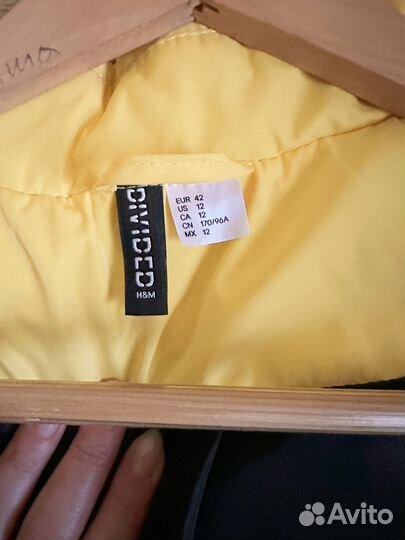 DIVIDED
H&M
EUR 42
US 12
CA 12
CN 170/96A
MX 12
Avito